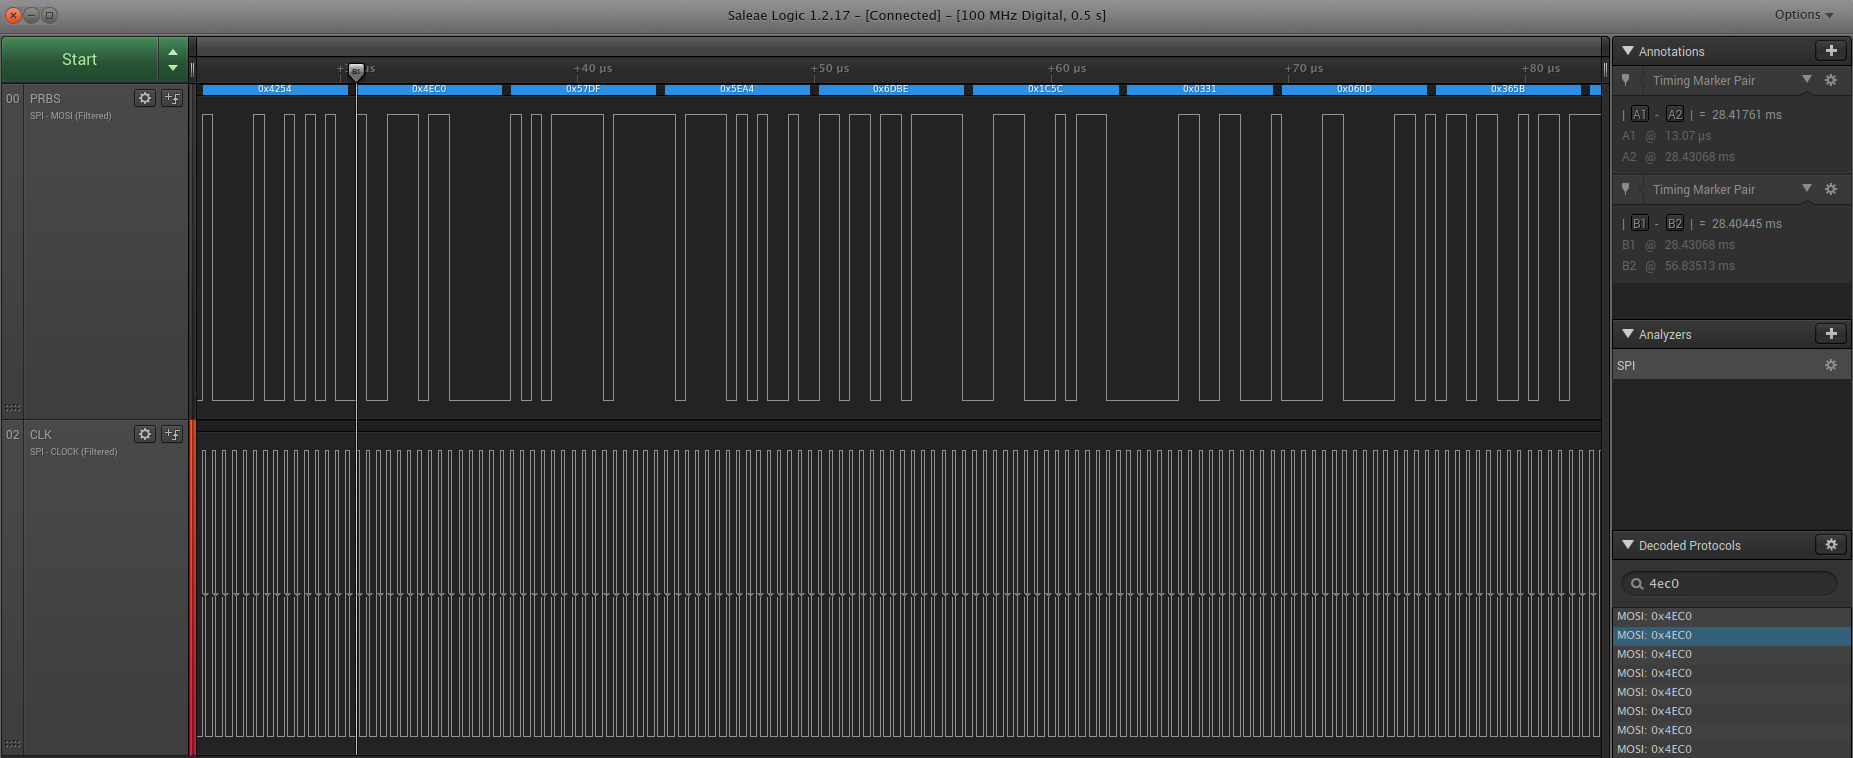 Saleae Logic 1.2.17 – [Connected] – [100 MHz Digital, 0.5 s]
Options
Start
+40 µs
+50 µs
+60 µs
+70 µs
+80 µs
B1
0x4254
0x4EC0
0x57DF
0x5EA4
0x6DBE
0x1C5C
0x0331
0x060D
0x365B
00 PRBS
SPI - MOSI (Filtered)
02 CLK
SPI - CLOCK (Filtered)
Annotations
Timing Marker Pair
| A1 - A2 | = 28.41761 ms
A1 @ 13.07 µs
A2 @ 28.43068 ms
Timing Marker Pair
| B1 - B2 | = 28.40445 ms
B1 @ 28.43068 ms
B2 @ 56.83513 ms
Analyzers
SPI
Decoded Protocols
4ec0
MOSI: 0x4EC0
MOSI: 0x4EC0
MOSI: 0x4EC0
MOSI: 0x4EC0
MOSI: 0x4EC0
MOSI: 0x4EC0
MOSI: 0x4EC0
MOSI: 0x4EC0